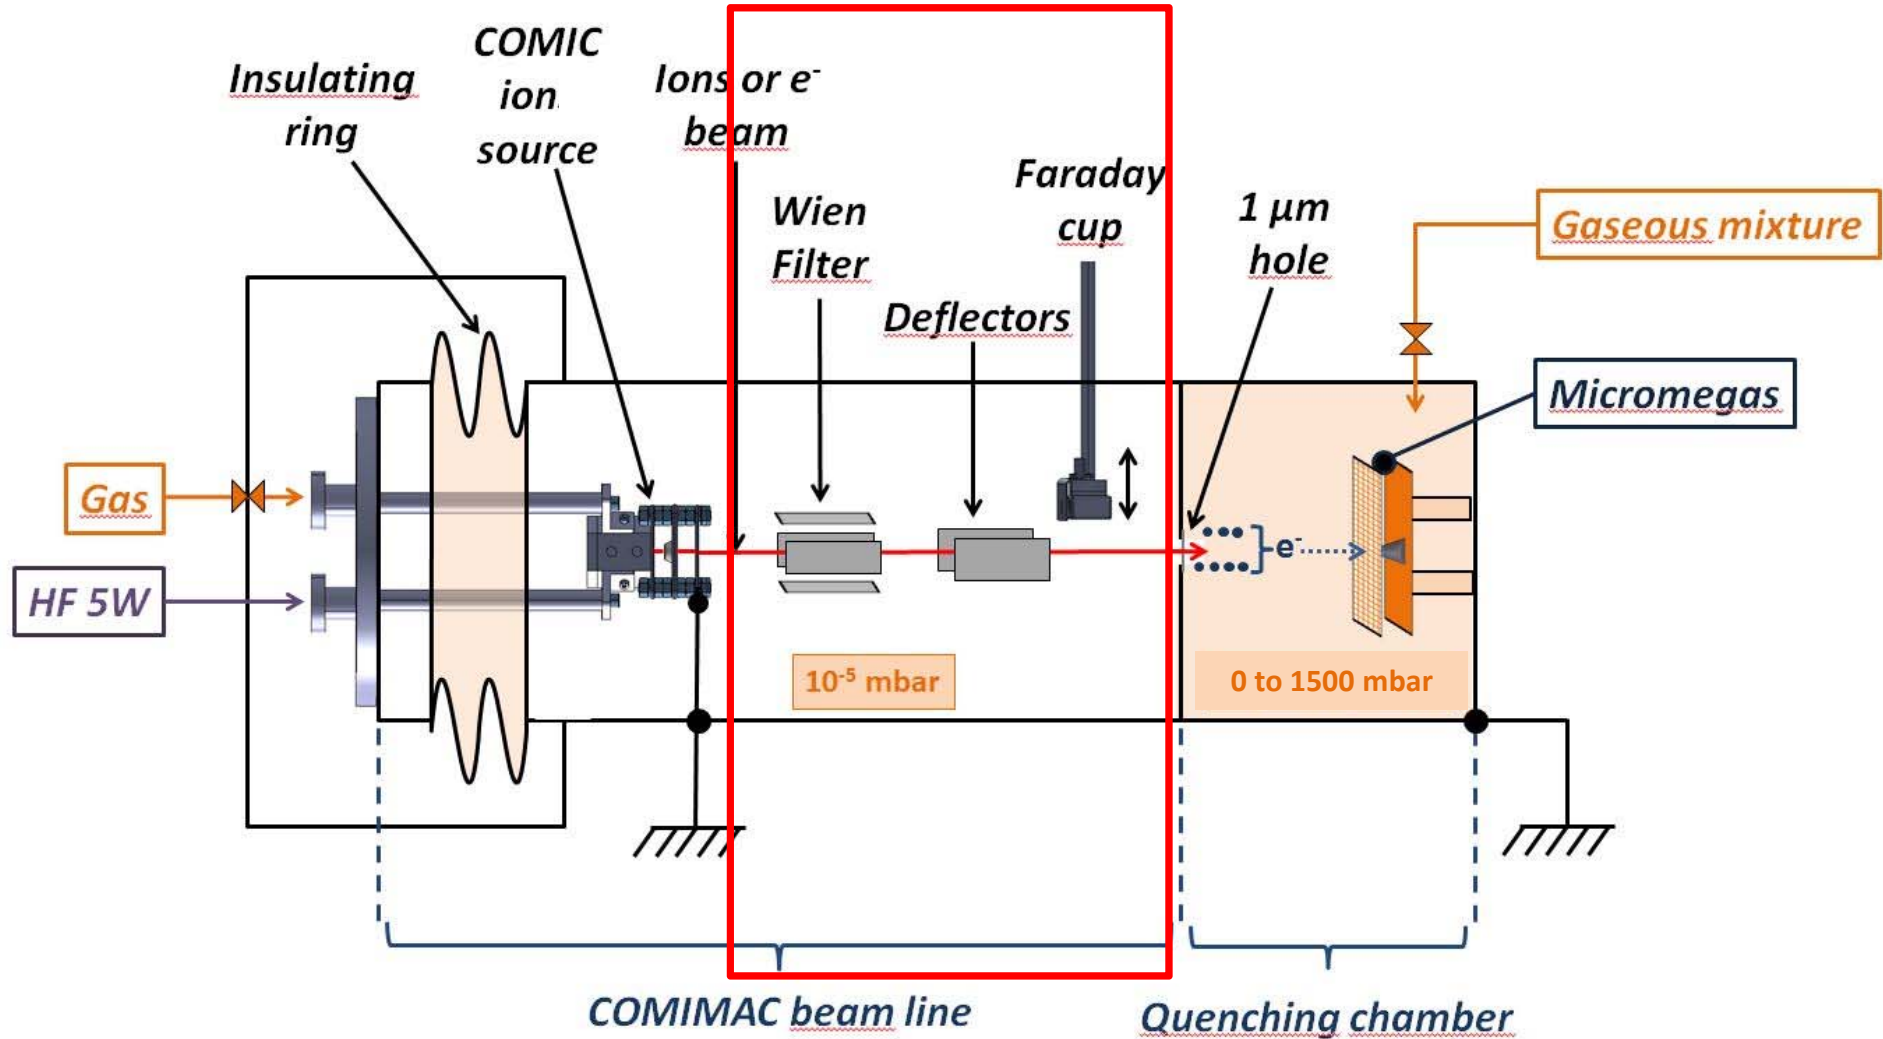 COMIC
ion
source
Insulating
ring
Ions or e-
beam
Wien
Filter
Deflectors
Faraday
cup
1 µm
hole
Gaseous mixture
Micromegas
Gas
HF 5W
e-
10-5 mbar
0 to 1500 mbar
COMIMAC beam line
Quenching chamber